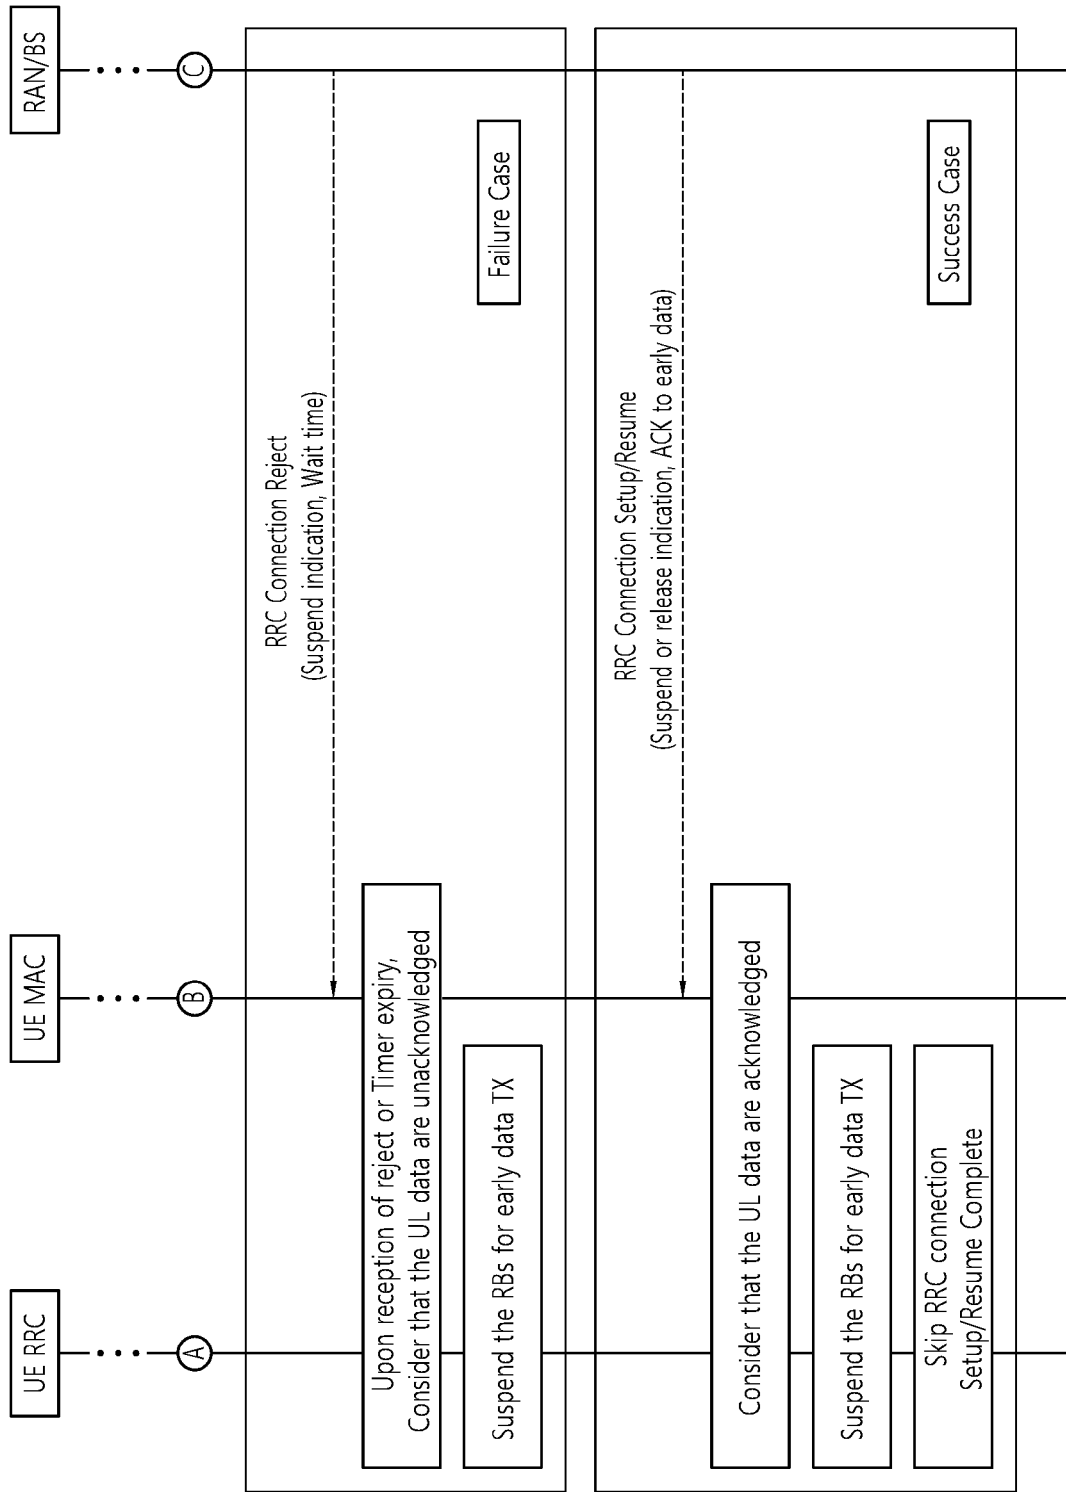 UE RRC
UE MAC
RAN/BS
A
B
C
RRC Connection Reject
(Suspend indication, Wait time)
Upon reception of reject or Timer expiry,
Consider that the UL data are unacknowledged
Suspend the RBs for early data TX
Failure Case
RRC Connection Setup/Resume
(Suspend or release indication, ACK to early data)
Consider that the UL data are acknowledged
Suspend the RBs for early data TX
Skip RRC connection
Setup/Resume Complete
Success Case